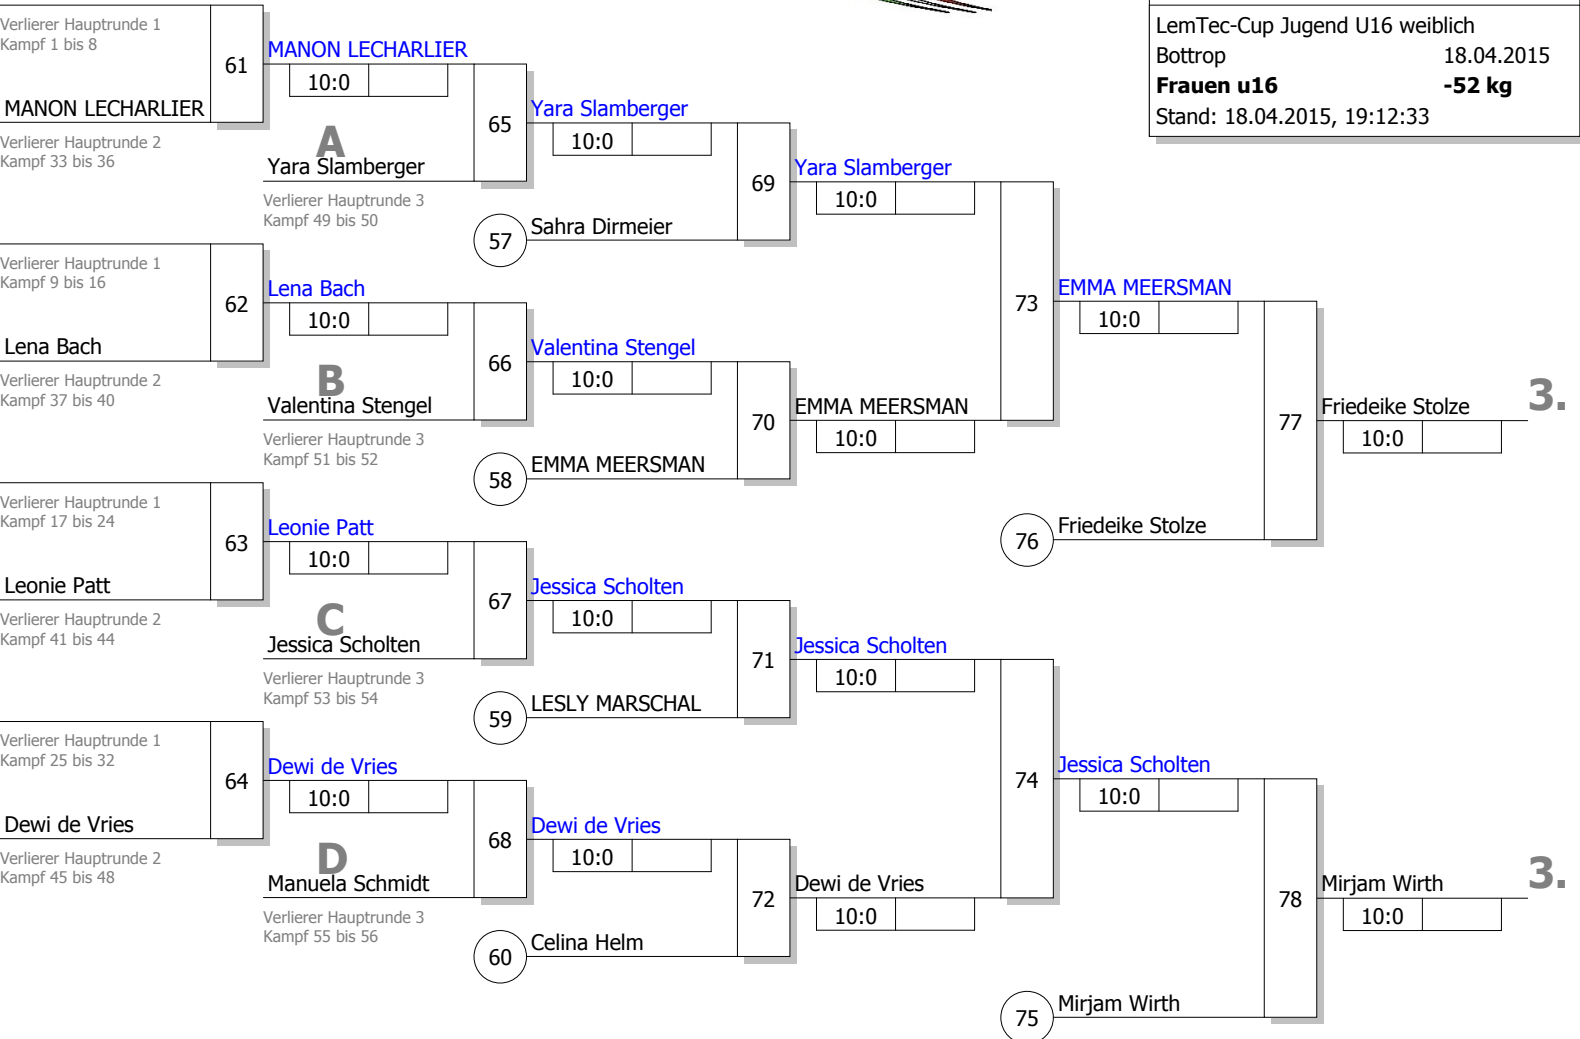 LemTec-Cup Jugend U16 weiblich
Bottrop 18.04.2015
Frauen u16 -52 kg
Stand: 18.04.2015, 19:12:33
Verlierer Hauptrunde 1
Kampf 1 bis 8
61
MANON LECHARLIER
10:0
MANON LECHARLIER
Verlierer Hauptrunde 2
Kampf 33 bis 36
A
Yara Slamberger
Verlierer Hauptrunde 3
Kampf 49 bis 50
65
Yara Slamberger
10:0
57
Sahra Dirmeier
69
Yara Slamberger
10:0
Verlierer Hauptrunde 1
Kampf 9 bis 16
62
Lena Bach
10:0
Lena Bach
Verlierer Hauptrunde 2
Kampf 37 bis 40
B
Valentina Stengel
Verlierer Hauptrunde 3
Kampf 51 bis 52
66
Valentina Stengel
10:0
58
EMMA MEERSMAN
70
EMMA MEERSMAN
10:0
73
EMMA MEERSMAN
10:0
76
Friedeike Stolze
77
Friedeike Stolze
10:0
3.
Verlierer Hauptrunde 1
Kampf 17 bis 24
63
Leonie Patt
10:0
Leonie Patt
Verlierer Hauptrunde 2
Kampf 41 bis 44
C
Jessica Scholten
Verlierer Hauptrunde 3
Kampf 53 bis 54
67
Jessica Scholten
10:0
59
LESLY MARSCHAL
71
Jessica Scholten
10:0
Verlierer Hauptrunde 1
Kampf 25 bis 32
64
Dewi de Vries
10:0
Dewi de Vries
Verlierer Hauptrunde 2
Kampf 45 bis 48
D
Manuela Schmidt
Verlierer Hauptrunde 3
Kampf 55 bis 56
68
Dewi de Vries
10:0
60
Celina Helm
72
Dewi de Vries
10:0
74
Jessica Scholten
10:0
75
Mirjam Wirth
78
Mirjam Wirth
10:0
3.